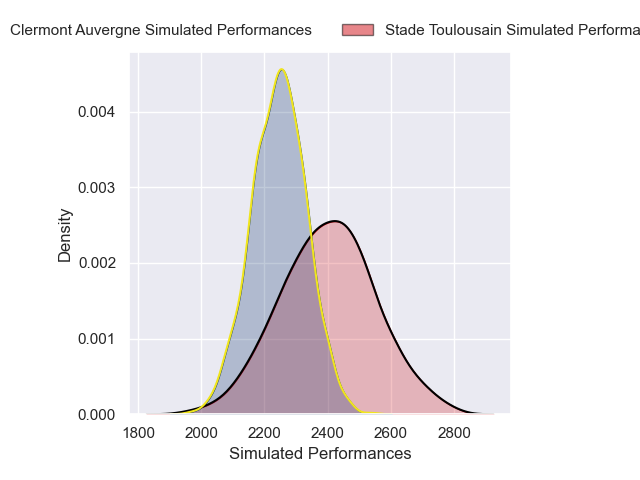 Clermont Auvergne Simulated Performances Stade Toulousain Simulated Performa
0.004
0.003
0.002
0.001
0.000
Density
1800 2000 2200 2400 2600 2800
Simulated Performances